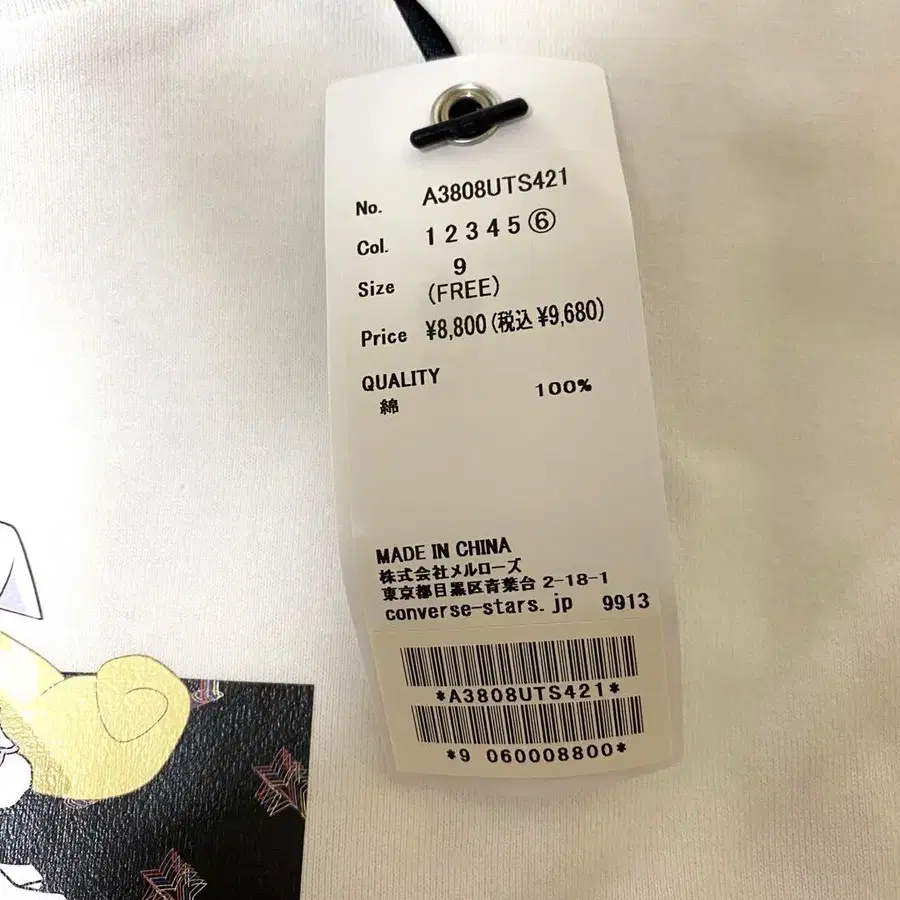 No. A3808UTS421
Col. 1 2 3 4 5 ⑥
Size 9
(FREE)
Price ¥8,800(税込¥9,680)
QUALITY
綿 100%
MADE IN CHINA
株式会社メルローズ
東京都目黒区青葉台 2-18-1
converse-stars.jp 9913
*A3808UTS421*
*9 060008800*